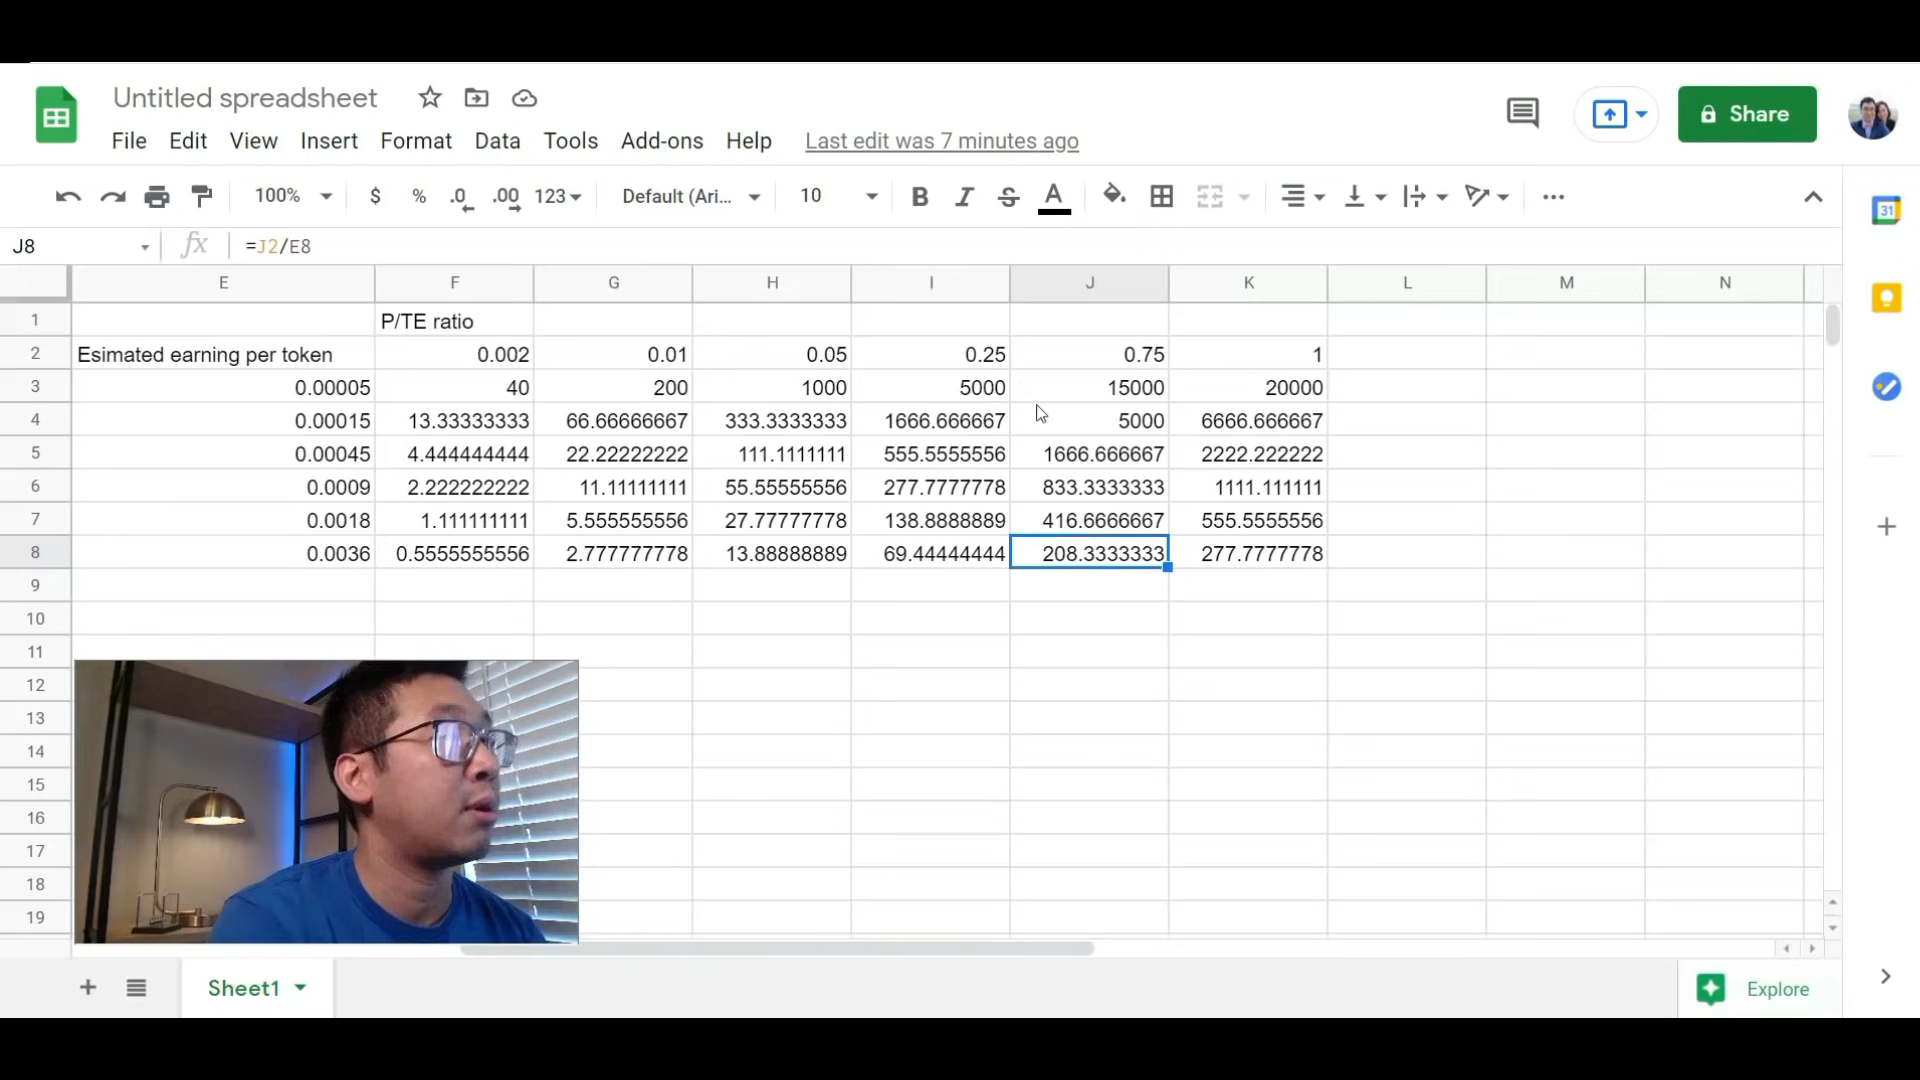 Untitled spreadsheet
File Edit View Insert Format Data Tools Add-ons Help Last edit was 7 minutes ago
Share
100% $ % .0 .00 123 Default (Ari... 10 B I S A
31
J8 fx =J2/E8
E F G H I J K L M N
1 P/TE ratio
2 Esimated earning per token 0.002 0.01 0.05 0.25 0.75 1
3 0.00005 40 200 1000 5000 15000 20000
4 0.00015 13.33333333 66.66666667 333.3333333 1666.666667 5000 6666.666667
5 0.00045 4.444444444 22.22222222 111.1111111 555.5555556 1666.666667 2222.222222
6 0.0009 2.222222222 11.11111111 55.55555556 277.7777778 833.3333333 1111.111111
7 0.0018 1.111111111 5.555555556 27.77777778 138.8888889 416.6666667 555.5555556
8 0.0036 0.5555555556 2.777777778 13.88888889 69.44444444 208.3333333 277.7777778
9
10
11
12
13
14
15
16
17
18
19
Sheet1
Explore